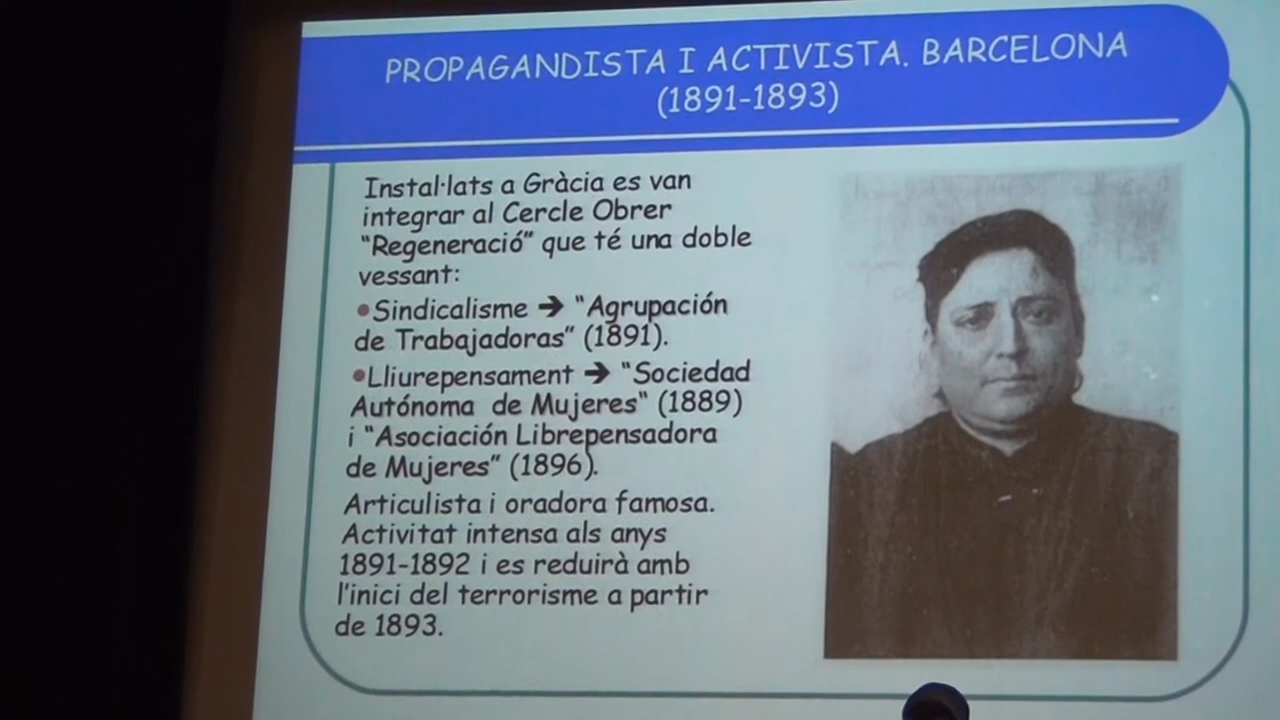 PROPAGANDISTA I ACTIVISTA. BARCELONA
(1891-1893)
Instal·lats a Gràcia es van
integrar al Cercle Obrer
“Regeneració” que té una doble
vessant:
•Sindicalisme ➔ “Agrupación
de Trabajadoras” (1891).
•Lliurepensament ➔ “Sociedad
Autónoma de Mujeres“ (1889)
i “Asociación Librepensadora
de Mujeres” (1896).
Articulista i oradora famosa.
Activitat intensa als anys
1891-1892 i es reduirà amb
l’inici del terrorisme a partir
de 1893.